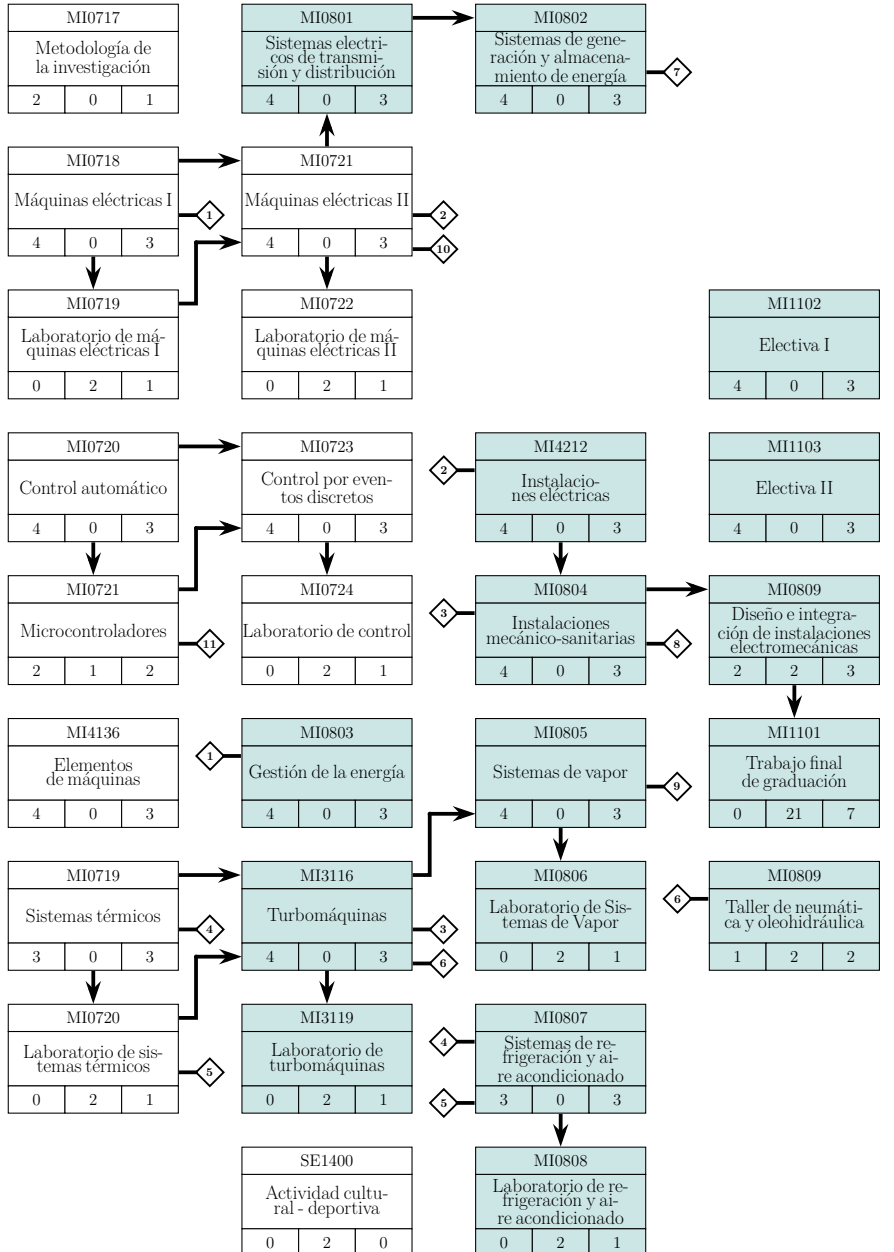 MI0717
Metodología de
la investigación
2 0 1
MI0801
Sistemas electri-
cos de transmi-
sión y distribución
4 0 3
MI0802
Sistemas de gene-
ración y almacena-
miento de energía
7
4 0 3
MI0718
Máquinas eléctricas I
1
4 0 3
MI0721
Máquinas eléctricas II
2
4 0 3
10
MI0719
Laboratorio de má-
quinas eléctricas I
0 2 1
MI0722
Laboratorio de má-
quinas eléctricas II
0 2 1
MI1102
Electiva I
4 0 3
MI0720
Control automático
4 0 3
MI0723
Control por even-
tos discretos
4 0 3
MI4212
2
Instalacio-
nes eléctricas
4 0 3
MI1103
Electiva II
4 0 3
MI0721
Microcontroladores
11
2 1 2
MI0724
Laboratorio de control
0 2 1
MI0804
3
Instalaciones
mecánico-sanitarias
8
4 0 3
MI0809
Diseño e integra-
ción de instalaciones
electromecánicas
2 2 3
MI4136
Elementos
de máquinas
4 0 3
MI0803
1
Gestión de la energía
4 0 3
MI0805
Sistemas de vapor
9
4 0 3
MI1101
Trabajo final
de graduación
0 21 7
MI0719
Sistemas térmicos
4
3 0 3
MI3116
Turbomáquinas
3
4 0 3
6
MI0806
Laboratorio de Sis-
temas de Vapor
0 2 1
MI0809
6
Taller de neumáti-
ca y oleohidráulica
1 2 2
MI0720
Laboratorio de sis-
temas térmicos
5
0 2 1
MI3119
Laboratorio de
turbomáquinas
0 2 1
MI0807
4
Sistemas de re-
frigeración y ai-
re acondicionado
5
3 0 3
SE1400
Actividad cultu-
ral - deportiva
0 2 0
MI0808
Laboratorio de re-
frigeración y ai-
re acondicionado
0 2 1